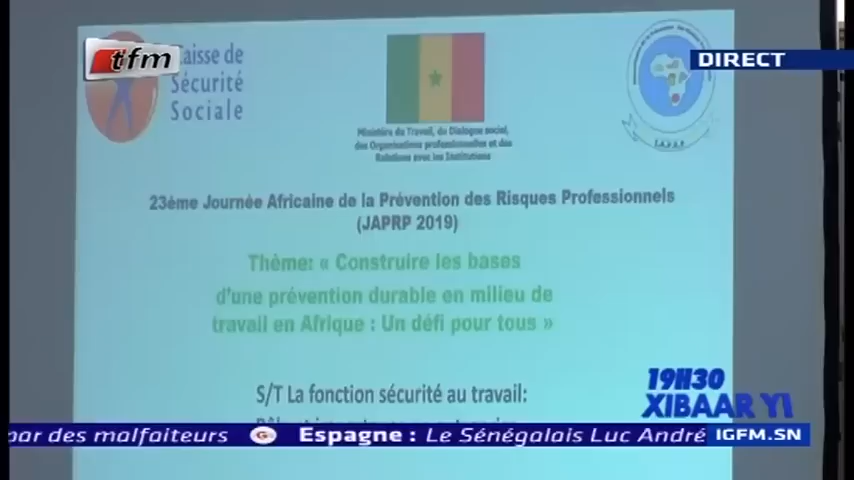 tfm
Caisse de
Sécurité
Sociale
DIRECT
Ministère du Travail, du Dialogue social,
des Organisations professionnelles et des
Relations avec les Institutions
23ème Journée Africaine de la Prévention des Risques Professionnels
(JAPRP 2019)
Thème: « Construire les bases
d'une prévention durable en milieu de
travail en Afrique : Un défi pour tous »
S/T La fonction sécurité au travail:
19H30
XIBAAR YI
par des malfaiteurs Espagne : Le Sénégalais Luc André
IGFM.SN